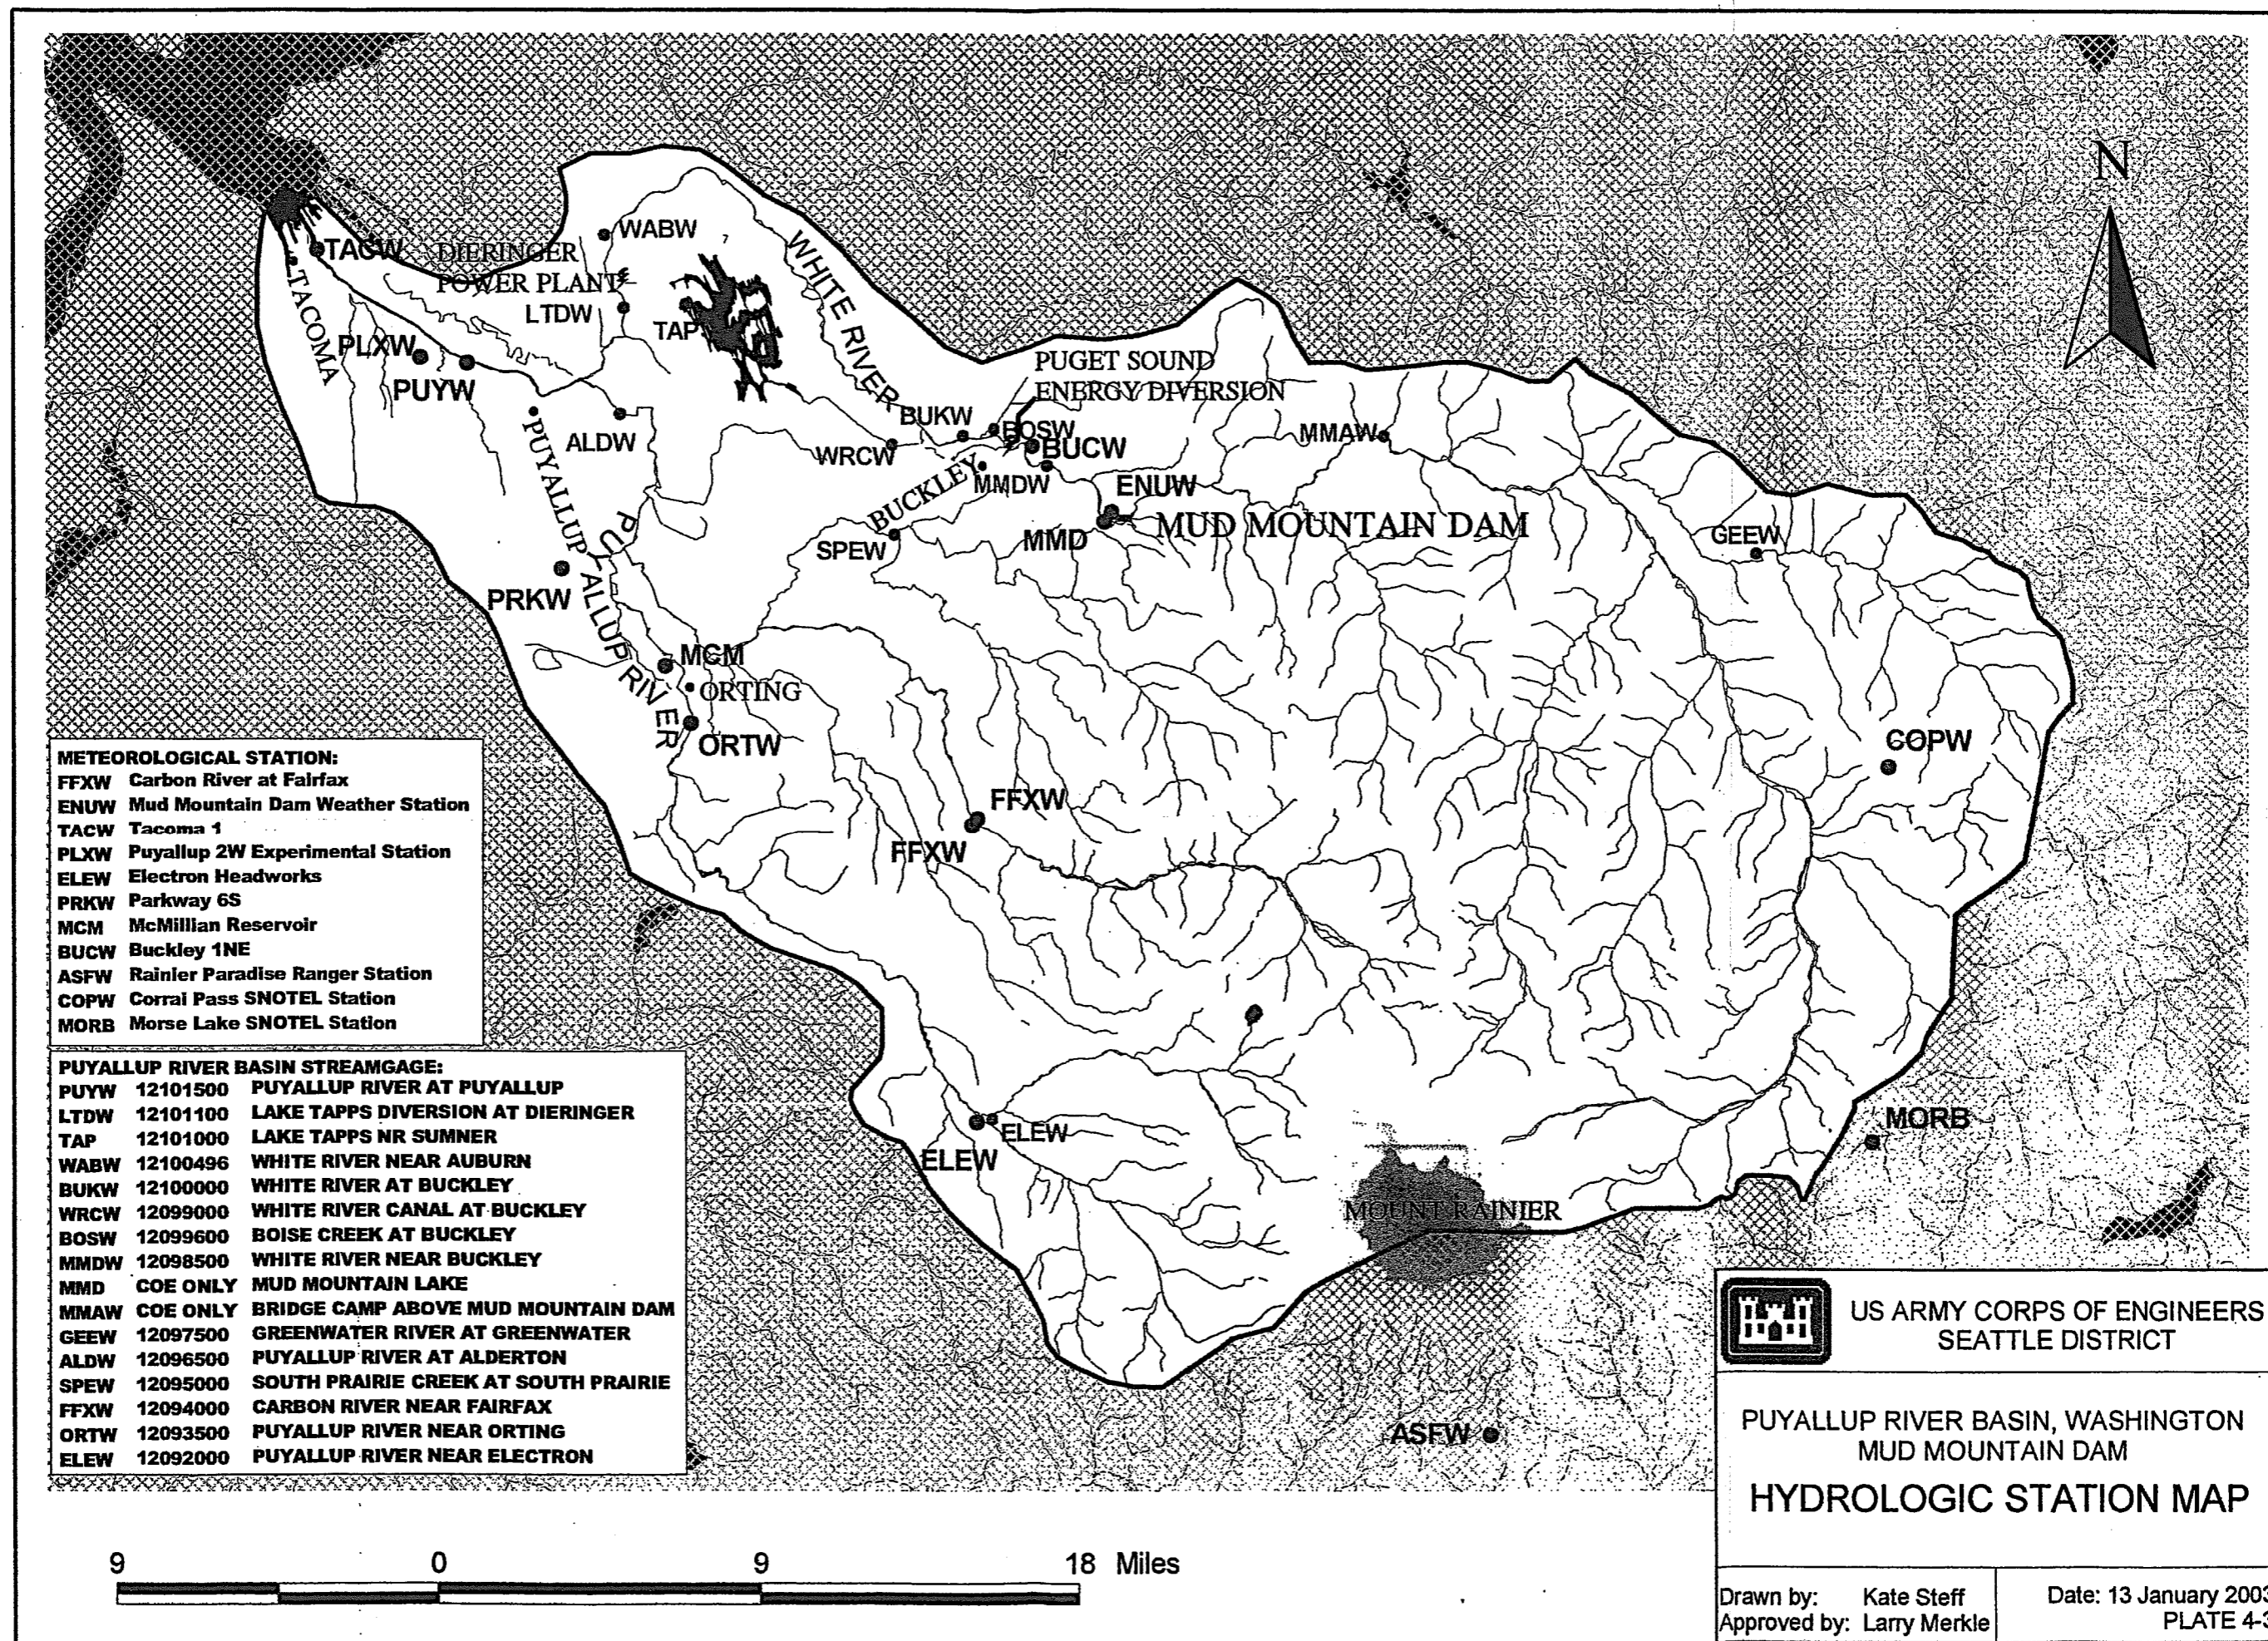 N
WABW
TACW
DIERINGER
POWER PLANT
LTDW
TAP
WHITE RIVER
TACOMA
PLXW
PUYW
ALDW
PUGET SOUND
ENERGY DIVERSION
BUKW
BOSW
BUCW
WRCW
MMAW
BUCKLEY
MMDW
ENUW
MUD MOUNTAIN DAM
MMD
SPEW
GEEW
PUYALLUP
PUYALLUP RIVER
PRKW
MCM
ORTING
ORTW
COPW
FFXW
FFXW
ELEW
ELEW
MORB
MOUNT RAINIER
ASFW
METEOROLOGICAL STATION:
FFXW Carbon River at Fairfax
ENUW Mud Mountain Dam Weather Station
TACW Tacoma 1
PLXW Puyallup 2W Experimental Station
ELEW Electron Headworks
PRKW Parkway 6S
MCM McMillian Reservoir
BUCW Buckley 1NE
ASFW Rainier Paradise Ranger Station
COPW Corral Pass SNOTEL Station
MORB Morse Lake SNOTEL Station
PUYALLUP RIVER BASIN STREAMGAGE:
PUYW 12101500 PUYALLUP RIVER AT PUYALLUP
LTDW 12101100 LAKE TAPPS DIVERSION AT DIERINGER
TAP 12101000 LAKE TAPPS NR SUMNER
WABW 12100496 WHITE RIVER NEAR AUBURN
BUKW 12100000 WHITE RIVER AT BUCKLEY
WRCW 12099000 WHITE RIVER CANAL AT BUCKLEY
BOSW 12099600 BOISE CREEK AT BUCKLEY
MMDW 12098500 WHITE RIVER NEAR BUCKLEY
MMD COE ONLY MUD MOUNTAIN LAKE
MMAW COE ONLY BRIDGE CAMP ABOVE MUD MOUNTAIN DAM
GEEW 12097500 GREENWATER RIVER AT GREENWATER
ALDW 12096500 PUYALLUP RIVER AT ALDERTON
SPEW 12095000 SOUTH PRAIRIE CREEK AT SOUTH PRAIRIE
FFXW 12094000 CARBON RIVER NEAR FAIRFAX
ORTW 12093500 PUYALLUP RIVER NEAR ORTING
ELEW 12092000 PUYALLUP RIVER NEAR ELECTRON
9 0 9 18 Miles
US ARMY CORPS OF ENGINEERS
SEATTLE DISTRICT
PUYALLUP RIVER BASIN, WASHINGTON
MUD MOUNTAIN DAM
HYDROLOGIC STATION MAP
Drawn by: Kate Steff
Approved by: Larry Merkle
Date: 13 January 2003
PLATE 4-3